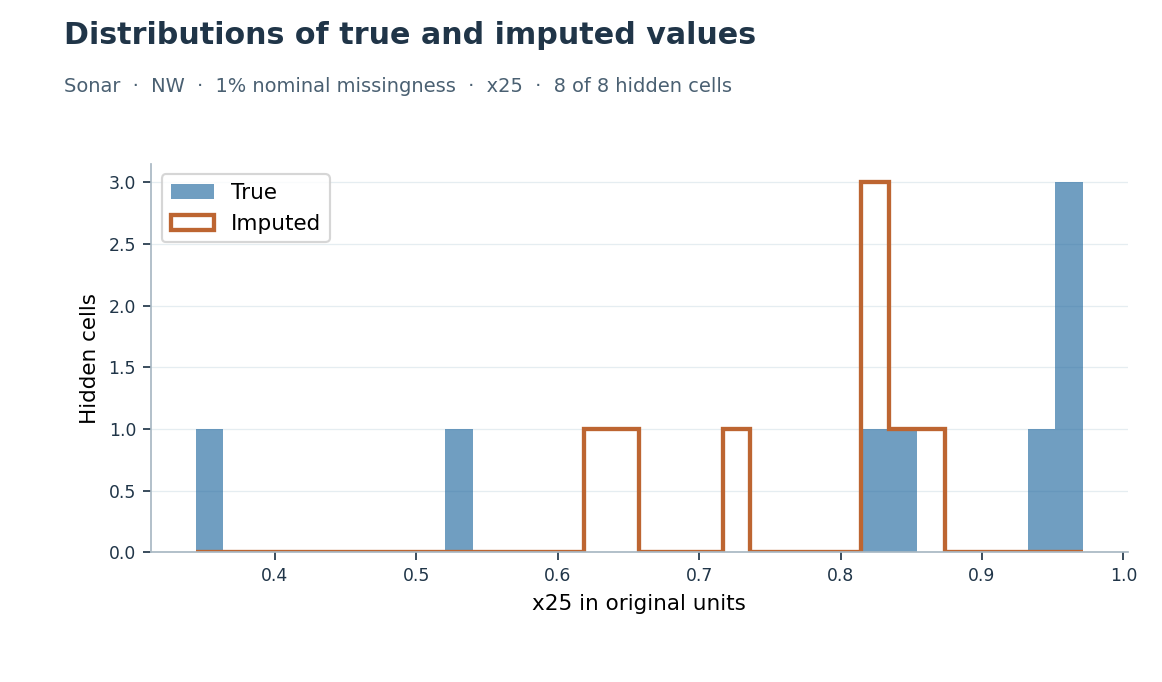 Distributions of true and imputed values
Sonar · NW · 1% nominal missingness · x25 · 8 of 8 hidden cells
True
Imputed
Hidden cells
3.0
2.5
2.0
1.5
1.0
0.5
0.0
0.4 0.5 0.6 0.7 0.8 0.9 1.0
x25 in original units